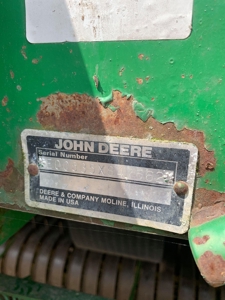 JOHN DEERE
Serial Number
DEERE & COMPANY MOLINE, ILLINOIS
MADE IN USA